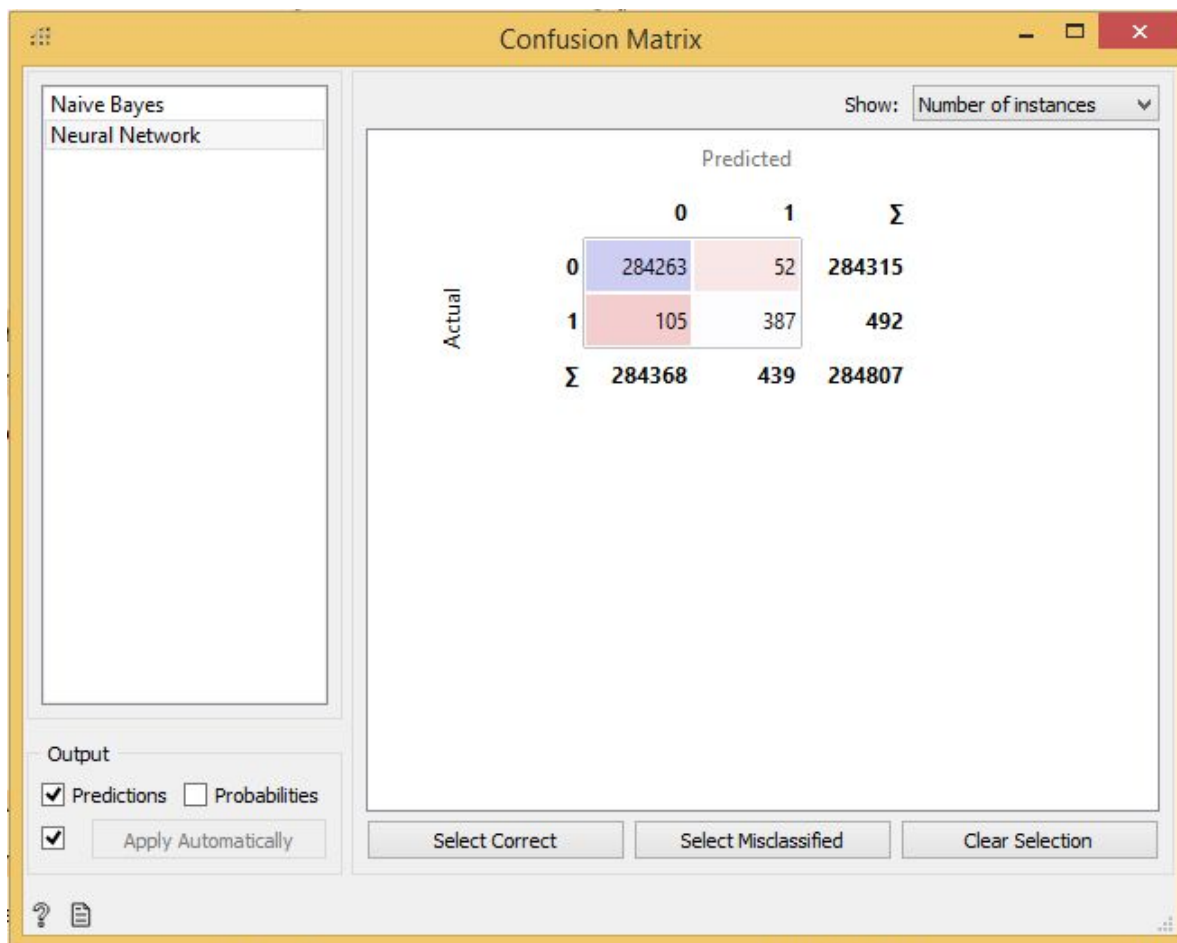 Confusion Matrix
Naive Bayes
Neural Network
Show: Number of instances
Predicted
0 1 Σ
Actual
0 284263 52 284315
1 105 387 492
Σ 284368 439 284807
Output
Predictions Probabilities
Apply Automatically
Select Correct Select Misclassified Clear Selection
?